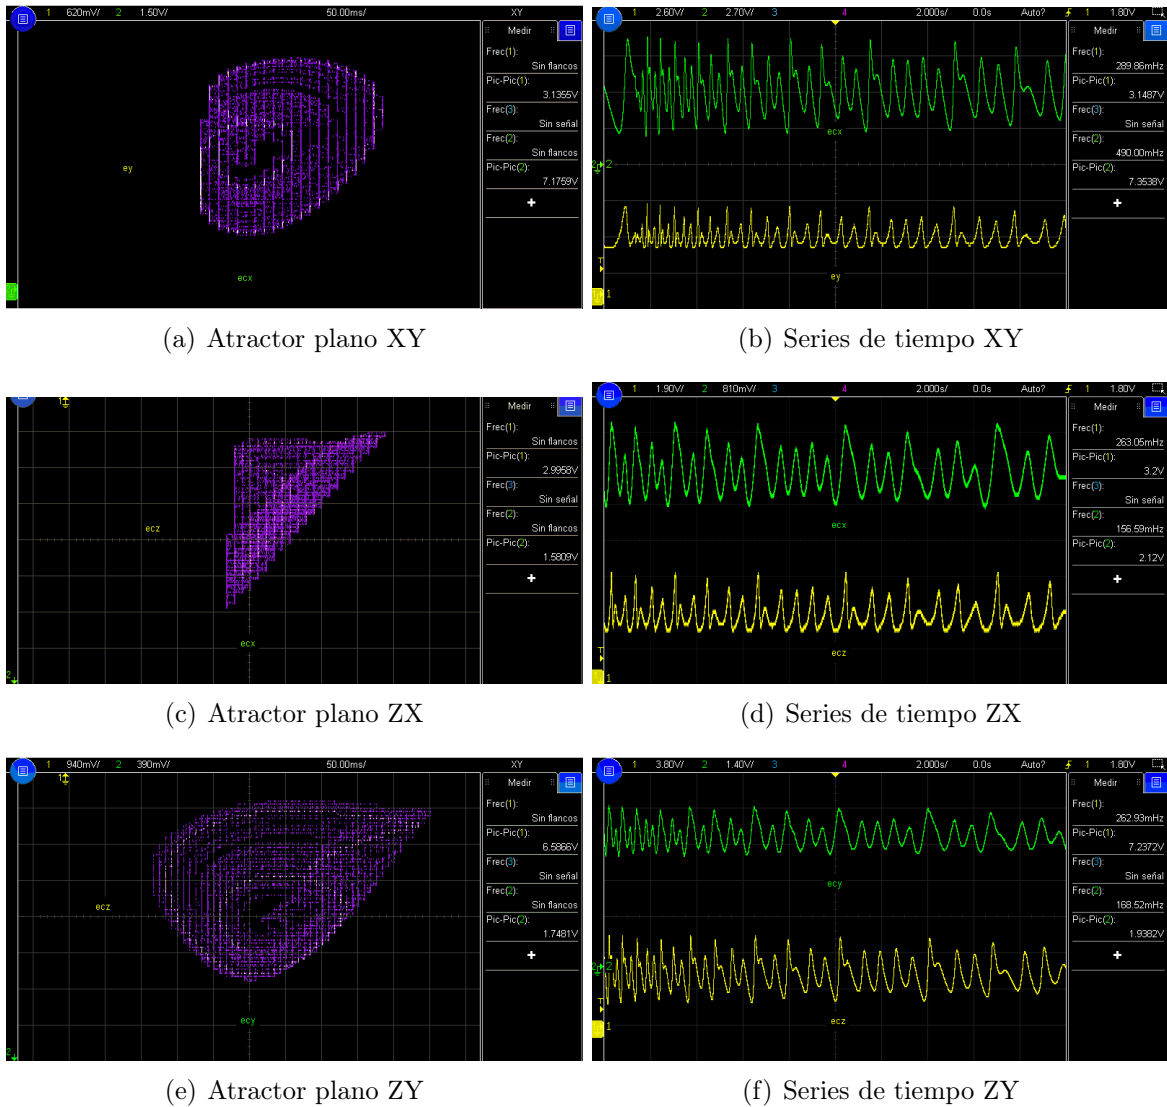 1 620mV/ 2 1.50V/ 50.00ms/ XY
Medir
Frec(1):
Sin flancos
Pic-Pic(1):
3.1355V
Frec(3):
Sin señal
Frec(2):
Sin flancos
Pic-Pic(2):
7.1759V
+
ey
ecx
(a) Atractor plano XY
1 2.60V/ 2 2.70V/ 3 4 2.000s/ 0.0s Auto? 1 1.80V
Medir
Frec(1):
289.86mHz
Pic-Pic(1):
3.1487V
Frec(3):
Sin señal
Frec(2):
490.00mHz
Pic-Pic(2):
7.3538V
+
ecx
2
T
ey
1
(b) Series de tiempo XY
1
Medir
Frec(1):
Sin flancos
Pic-Pic(1):
2.9958V
Frec(3):
Sin señal
Frec(2):
Sin flancos
Pic-Pic(2):
1.5809V
+
ecz
ecx
2
(c) Atractor plano ZX
1 1.90V/ 2 810mV/ 3 4 2.000s/ 0.0s Auto? 1 1.80V
Medir
Frec(1):
263.05mHz
Pic-Pic(1):
3.2V
Frec(3):
Sin señal
Frec(2):
156.59mHz
Pic-Pic(2):
2.12V
+
ecx
T
ecz
1
(d) Series de tiempo ZX
1 940mV/ 2 390mV/ 50.00ms/ XY
1
Medir
Frec(1):
Sin flancos
Pic-Pic(1):
6.5866V
Frec(3):
Sin señal
Frec(2):
Sin flancos
Pic-Pic(2):
1.7481V
+
ecz
ecy
2
(e) Atractor plano ZY
1 3.80V/ 2 1.40V/ 3 4 2.000s/ 0.0s Auto? 1 1.80V
Medir
Frec(1):
262.93mHz
Pic-Pic(1):
7.2372V
Frec(3):
Sin señal
Frec(2):
168.52mHz
Pic-Pic(2):
1.9382V
+
ecy
2
T
ecz
1
(f) Series de tiempo ZY